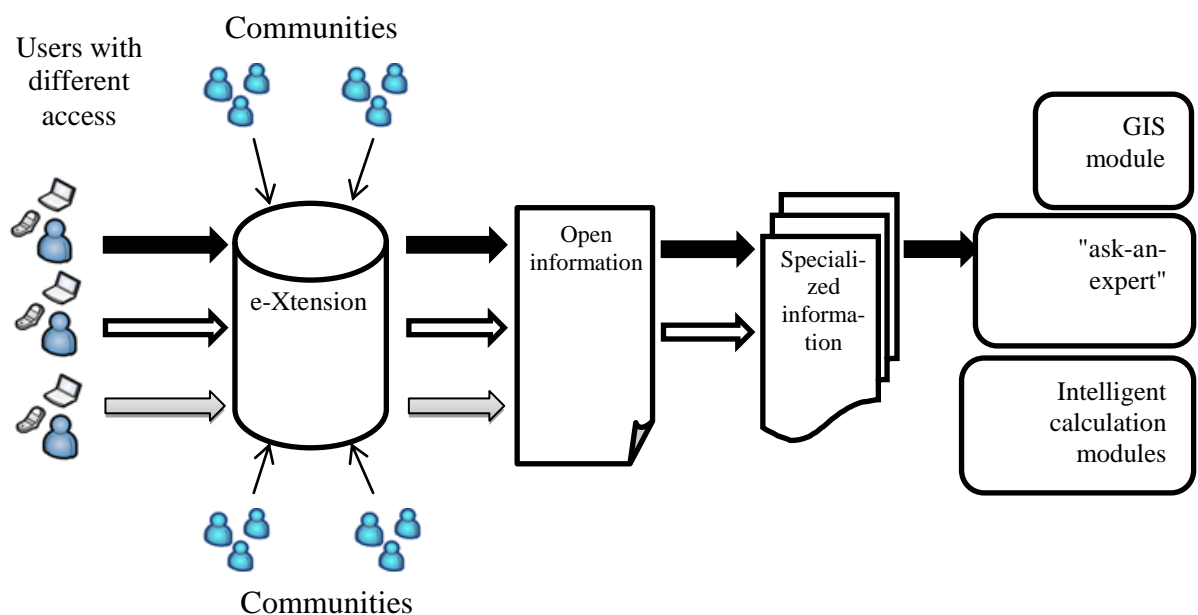 Communities
Users with
different
access
GIS
module
Open
information
Speciali-
zed
informa-
tion
"ask-an-
expert"
e-Xtension
Intelligent
calculation
modules
Communities